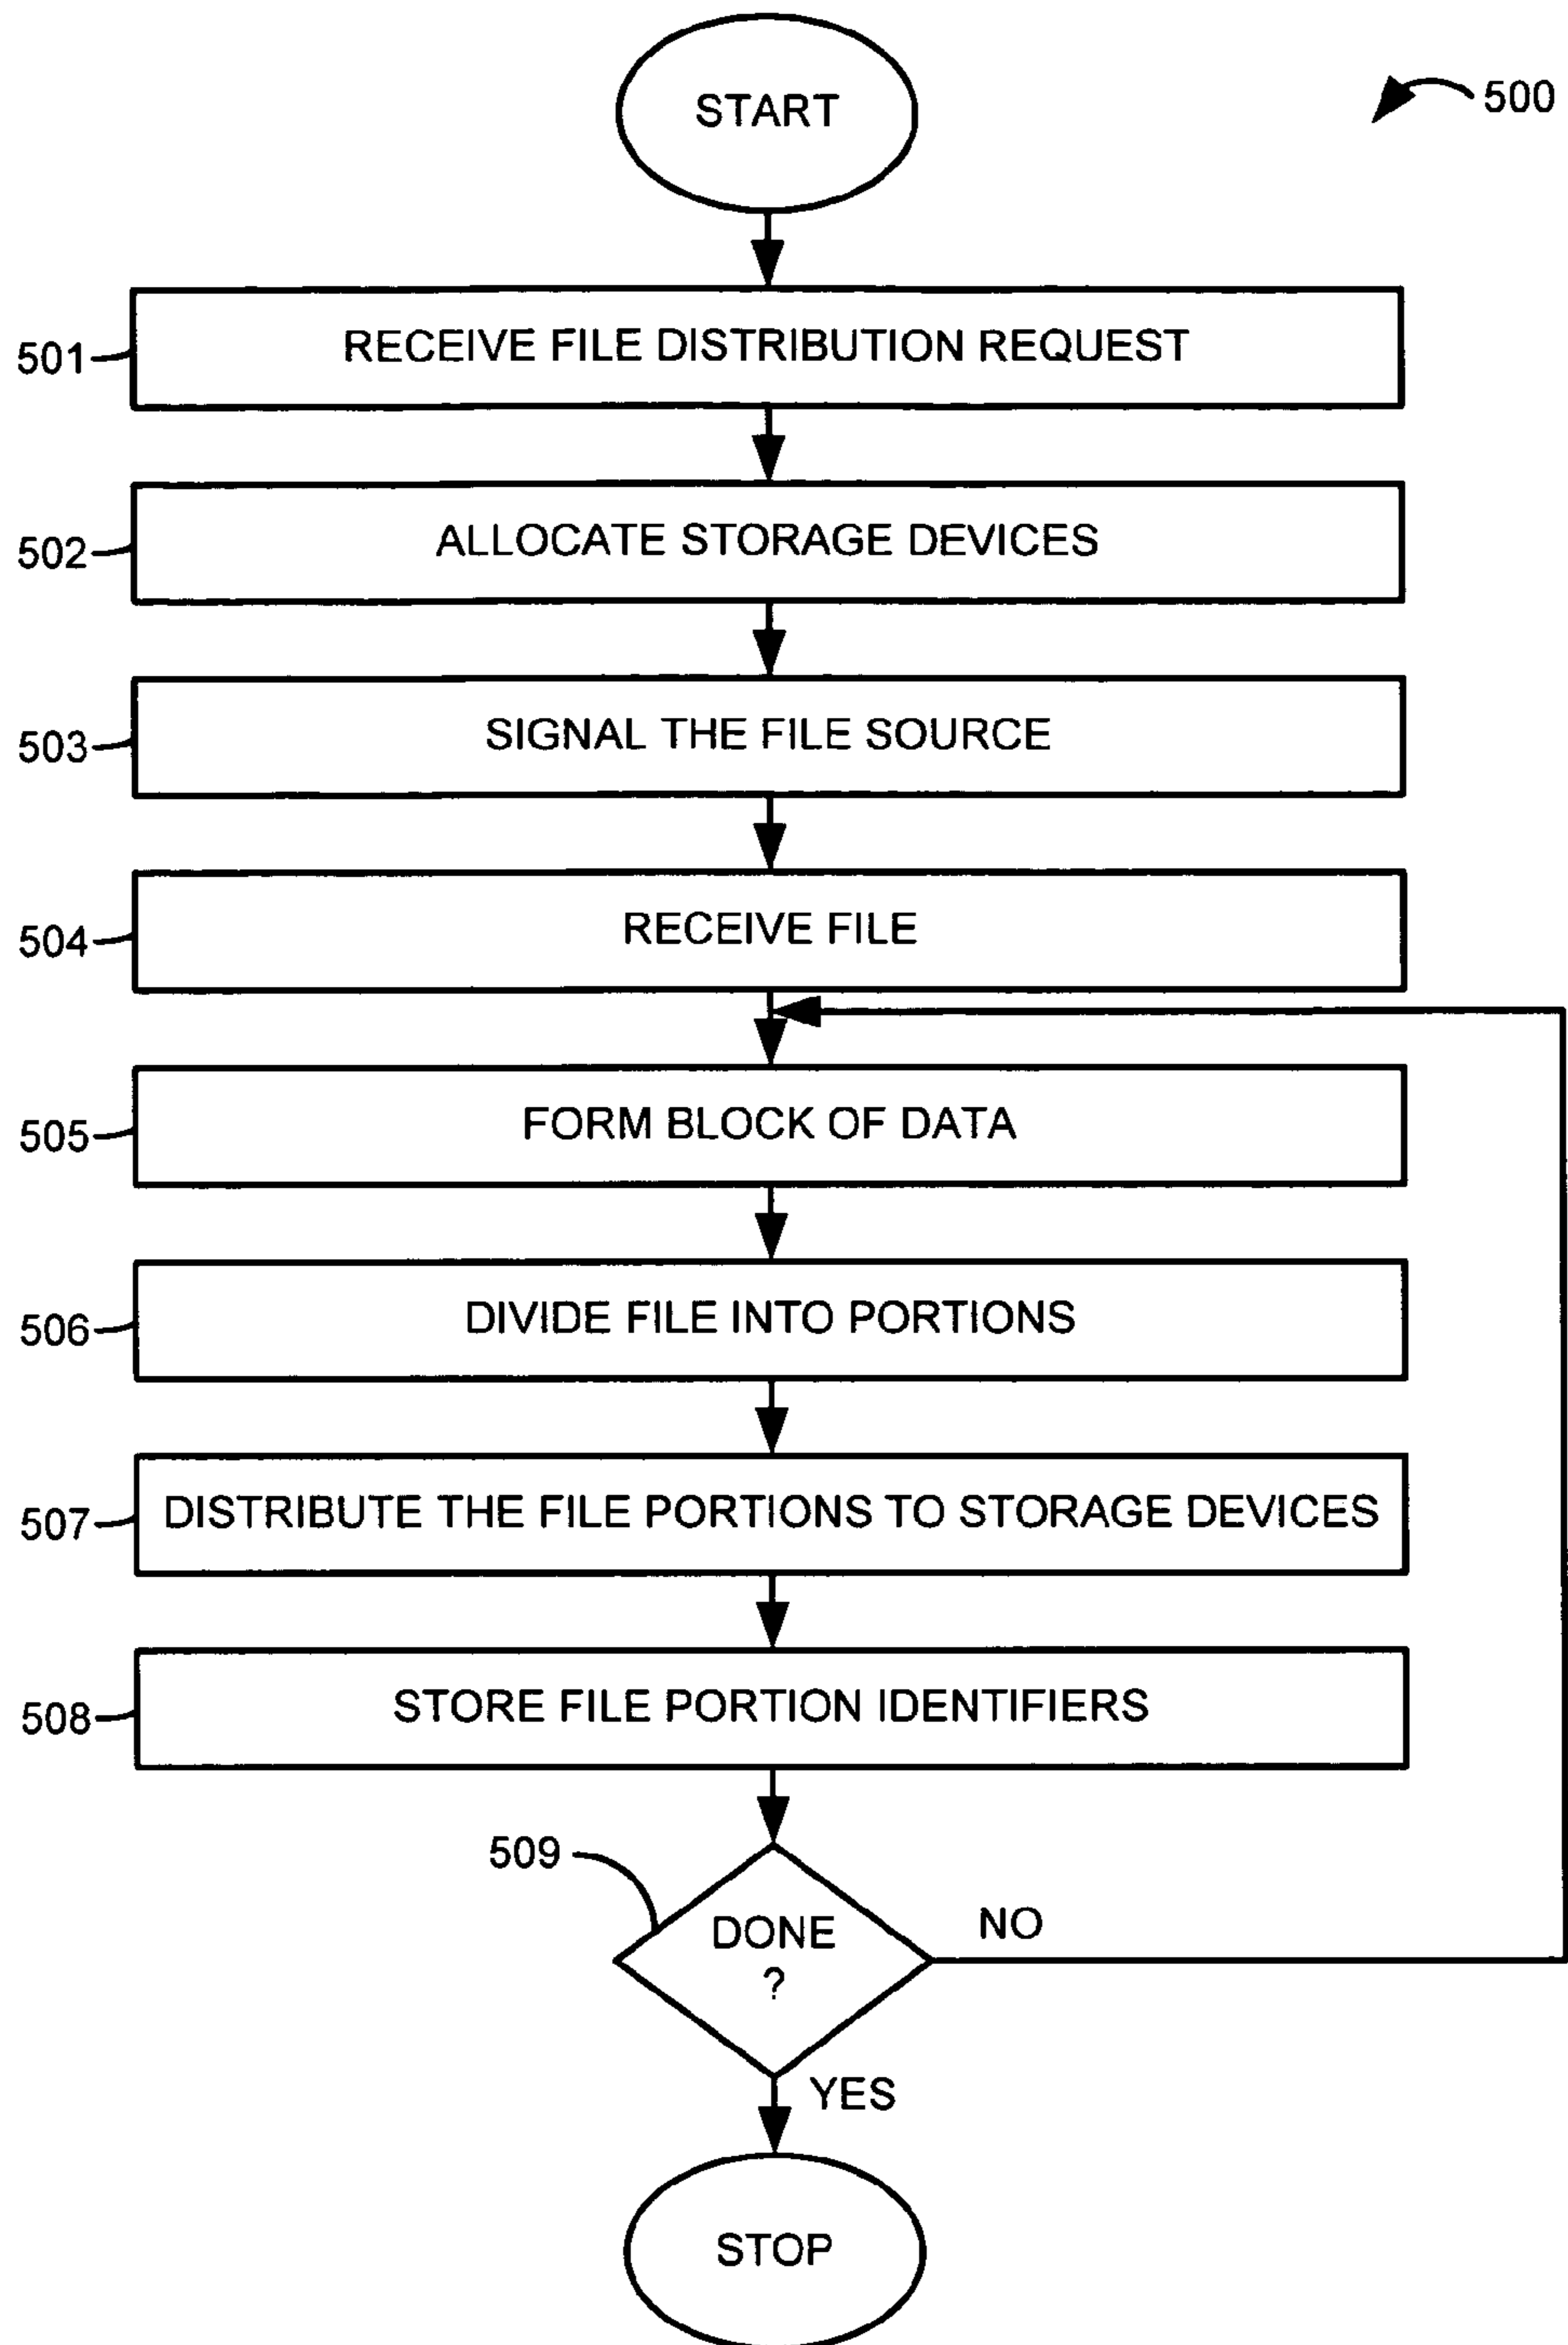 START
500
501
RECEIVE FILE DISTRIBUTION REQUEST
502
ALLOCATE STORAGE DEVICES
503
SIGNAL THE FILE SOURCE
504
RECEIVE FILE
505
FORM BLOCK OF DATA
506
DIVIDE FILE INTO PORTIONS
507
DISTRIBUTE THE FILE PORTIONS TO STORAGE DEVICES
508
STORE FILE PORTION IDENTIFIERS
509
DONE
?
NO
YES
STOP